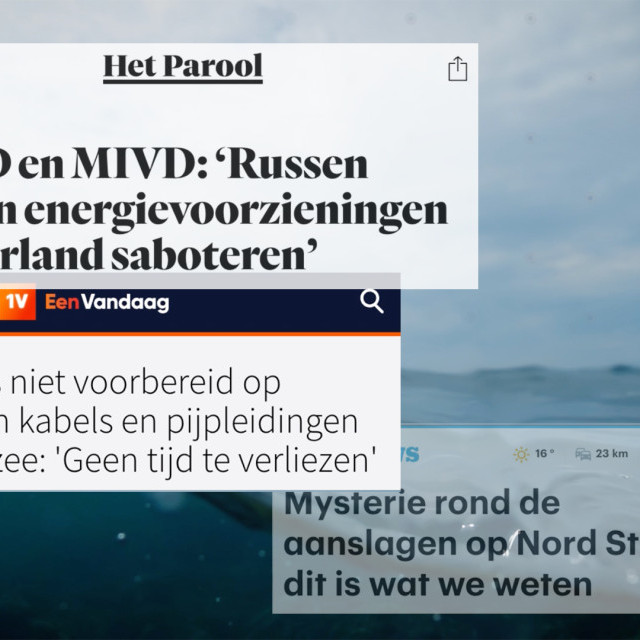 Het Parool
D en MIVD: ‘Russen
n energievoorzieningen
rland saboteren’
1V EenVandaag
niet voorbereid op
n kabels en pijpleidingen
zee: 'Geen tijd te verliezen'
WS 16° 23 km
Mysterie rond de
aanslagen op Nord St
dit is wat we weten